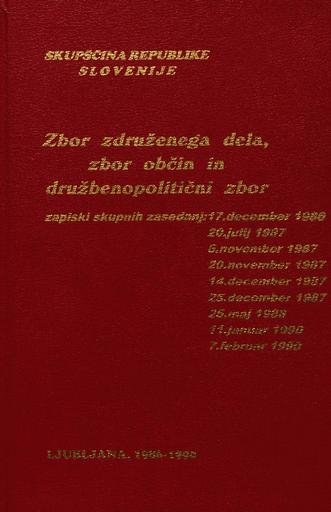 SKUPŠČINA REPUBLIKE
SLOVENIJE
Zbor združenega dela,
zbor občin in
družbenopolitični zbor
zapiski skupnih zasedanj:17.december 1986
20.julij 1987
6.november 1987
20.november 1987
14.december 1987
25.december 1987
25.maj 1988
11.januar 1990
7.februar 1990
LJUBLJANA, 1986-1990